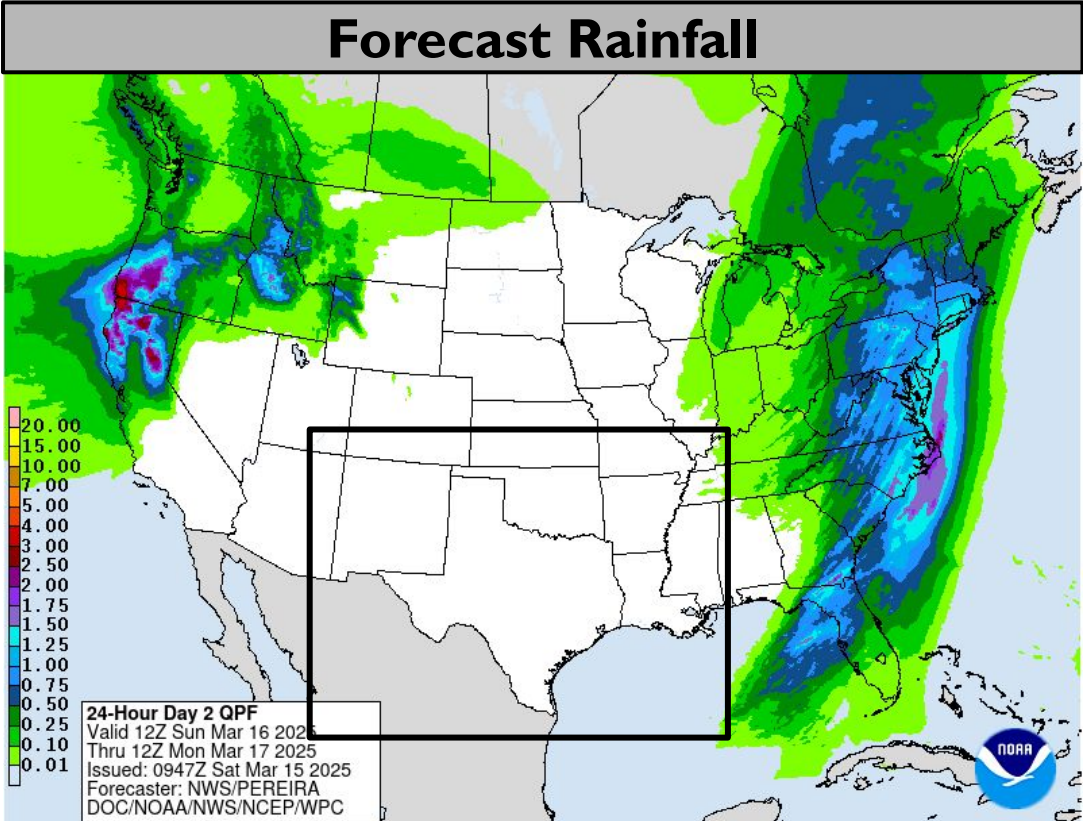 Forecast Rainfall
20.00
15.00
10.00
7.00
5.00
4.00
3.00
2.50
2.00
1.75
1.50
1.25
1.00
0.75
0.50
0.25
0.10
0.01
24-Hour Day 2 QPF
Valid 12Z Sun Mar 16 2025
Thru 12Z Mon Mar 17 2025
Issued: 0947Z Sat Mar 15 2025
Forecaster: NWS/PEREIRA
DOC/NOAA/NWS/NCEP/WPC
NOAA